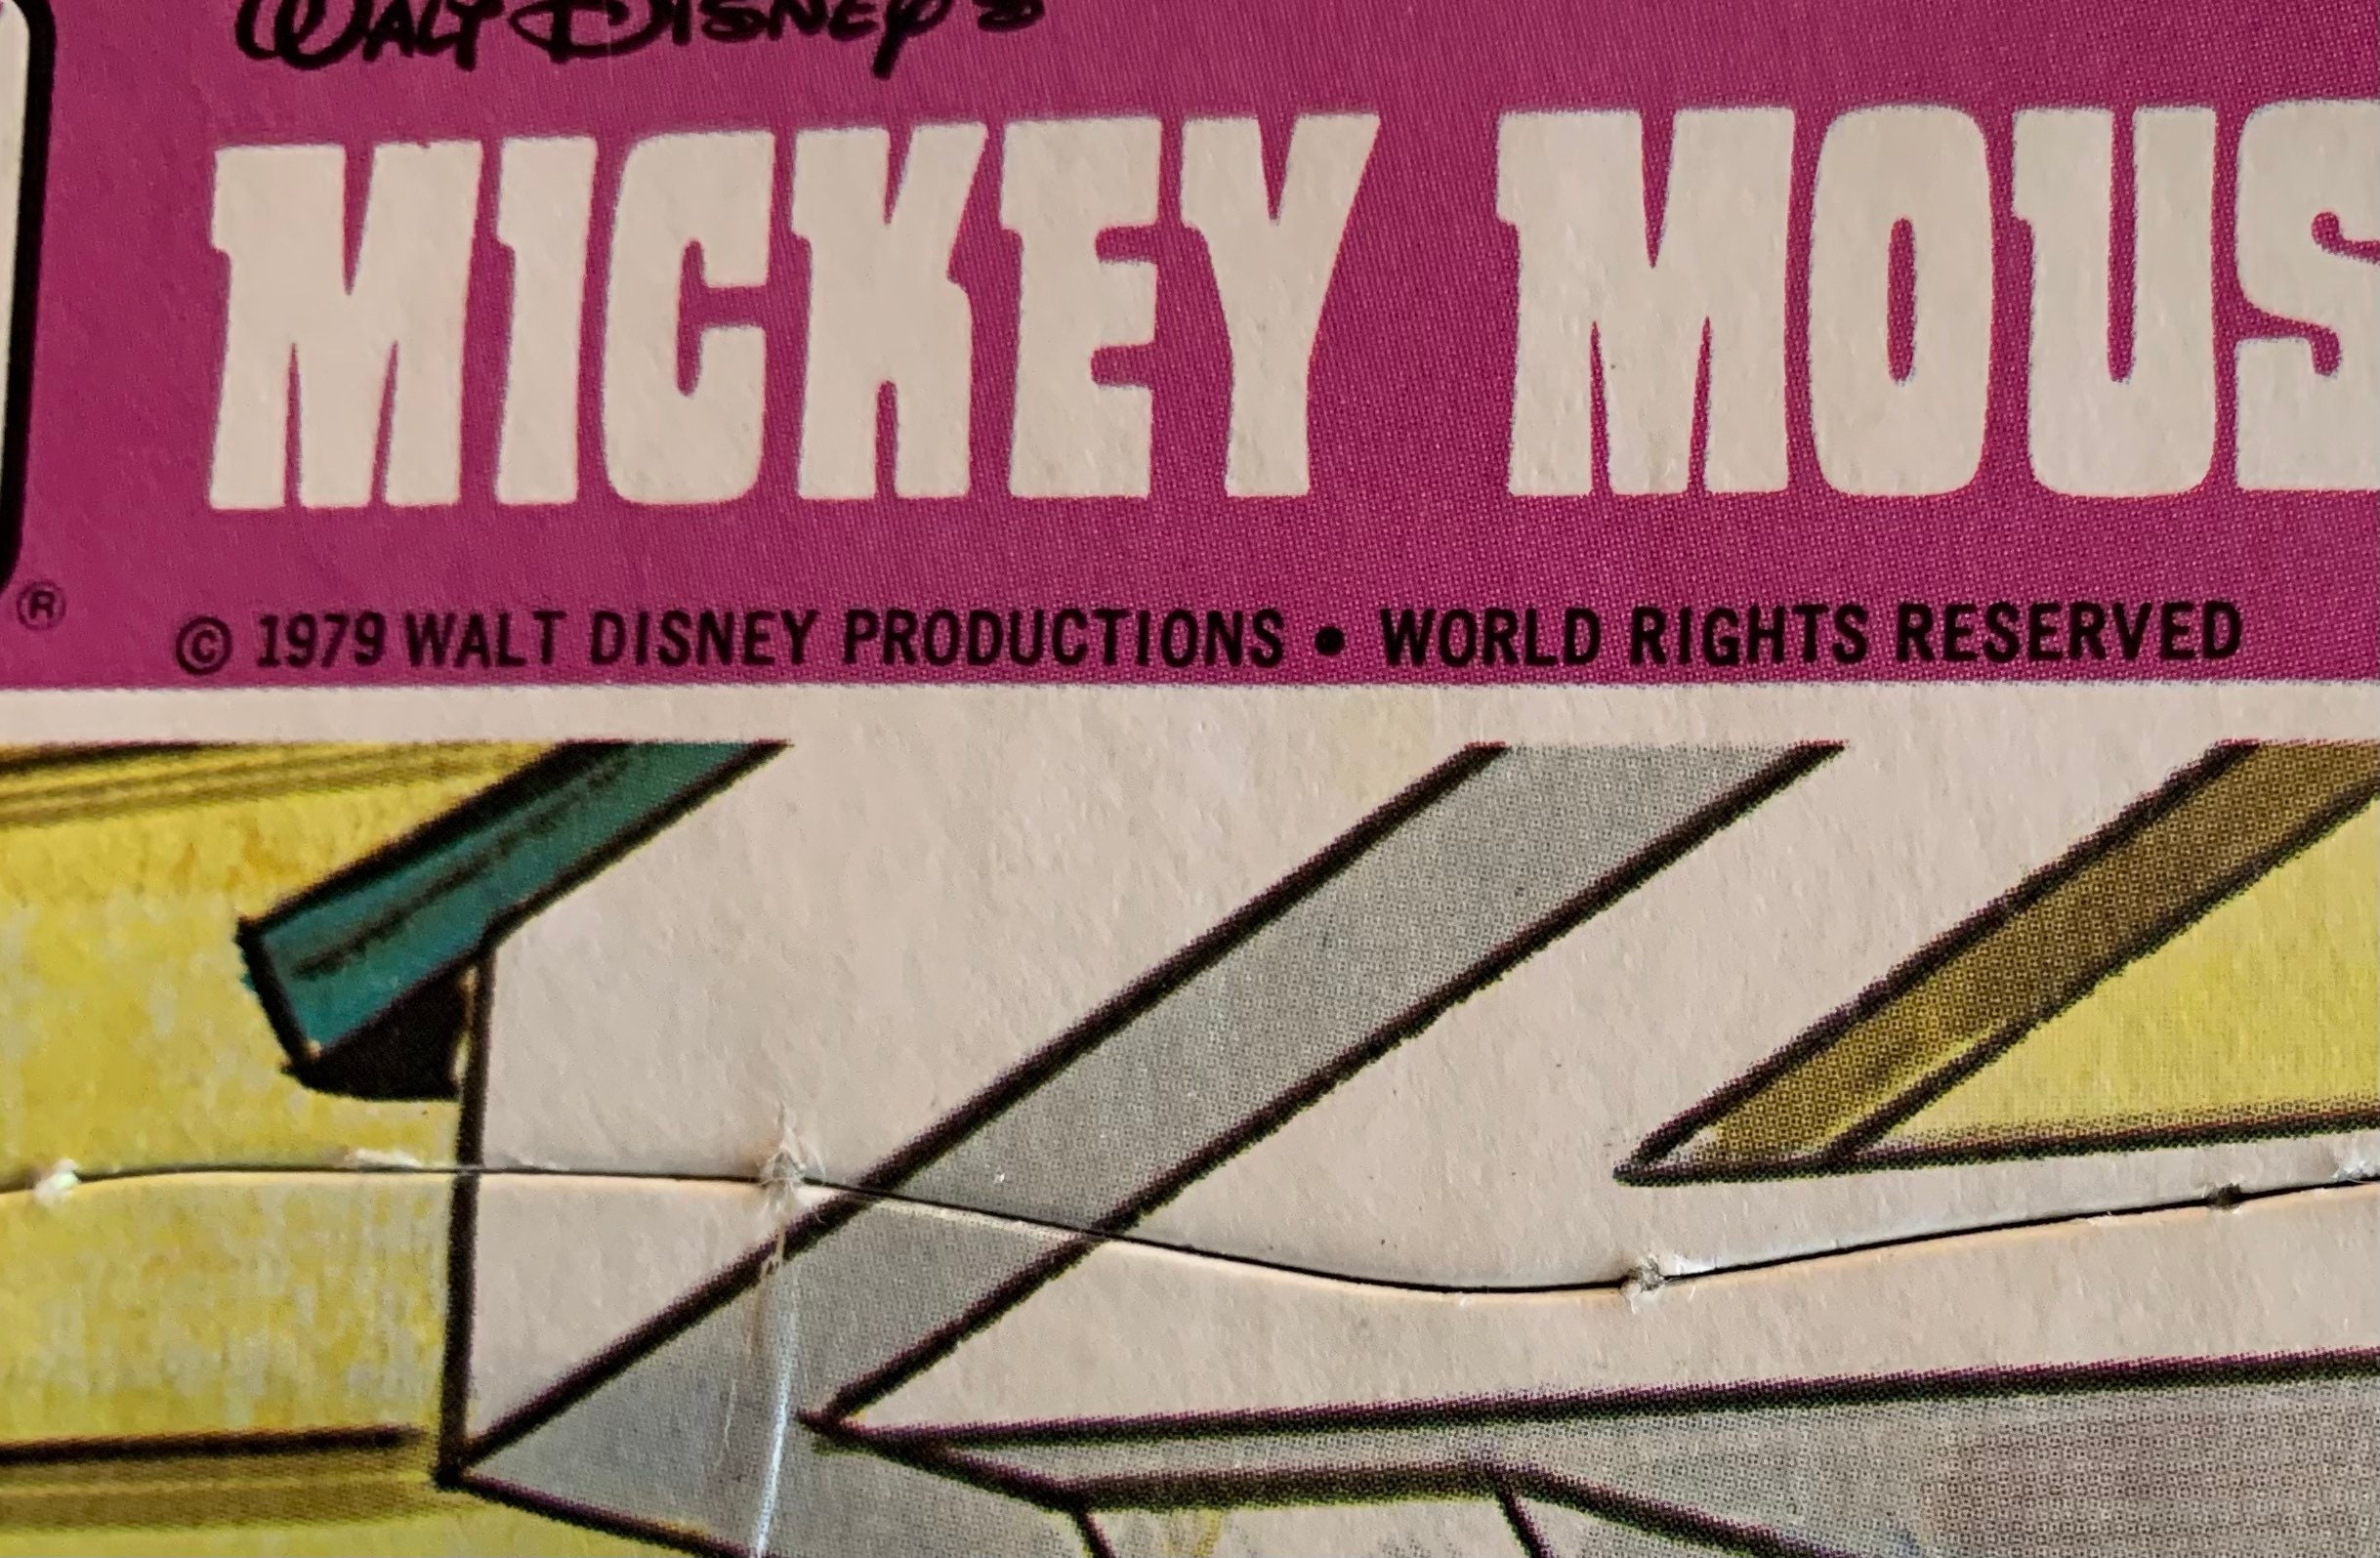 WALT DISNEY'S
MICKEY MOUS
®
© 1979 WALT DISNEY PRODUCTIONS • WORLD RIGHTS RESERVED